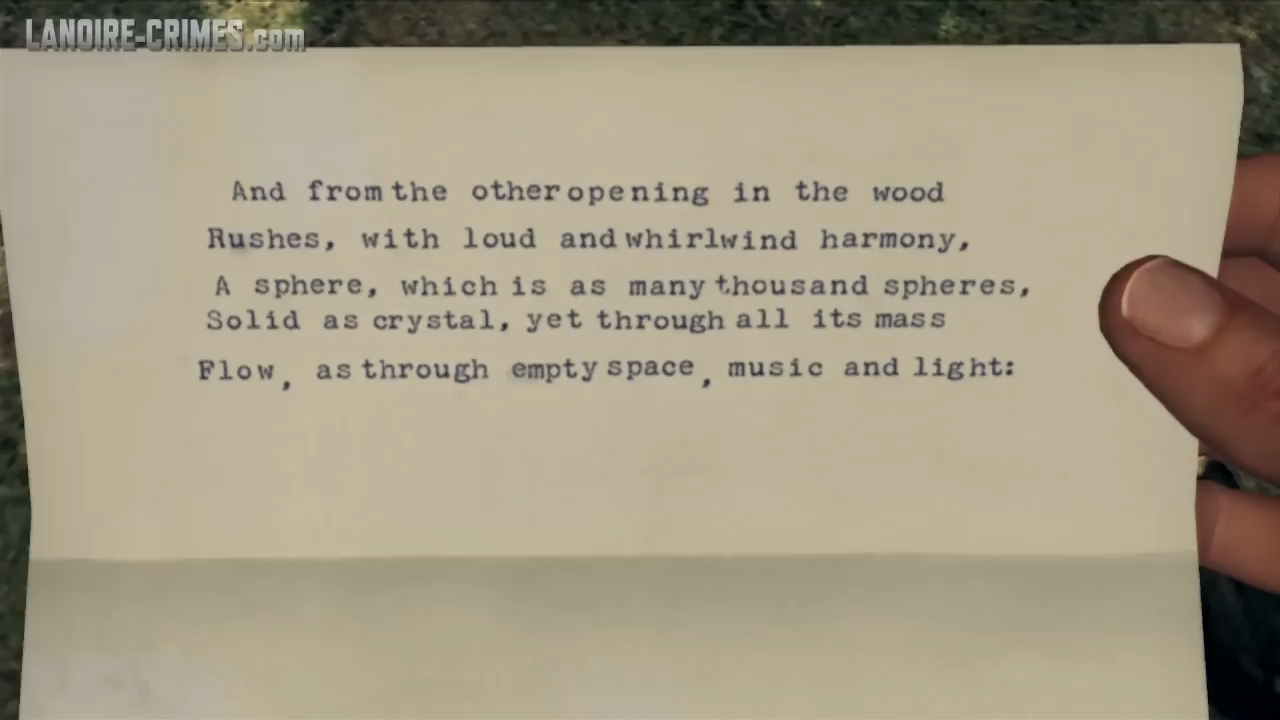 LANOIRE-CRIMES.com
And from the other opening in the wood
Rushes, with loud and whirlwind harmony,
A sphere, which is as many thousand spheres,
Solid as crystal, yet through all its mass
Flow, as through empty space, music and light: